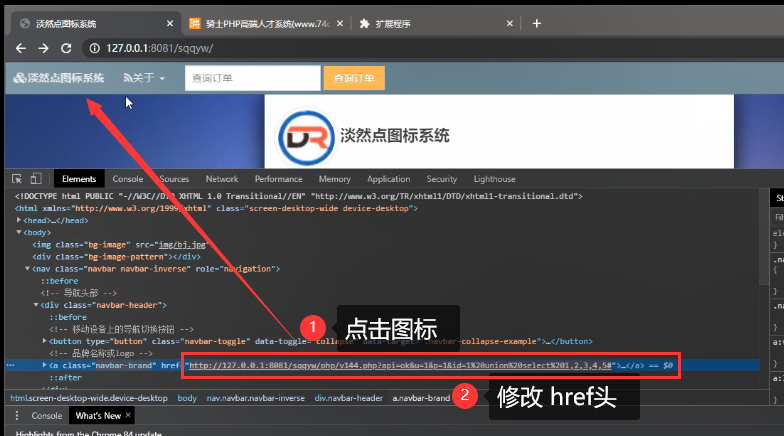 淡然点图标系统
骑士PHP高端人才系统(www.74c
扩展程序
127.0.0.1:8081/sqqyw/
淡然点图标系统 关于 查询订单 查询订单
淡然点图标系统
Elements Console Sources Network Performance Memory Application Security Lighthouse
<!DOCTYPE html PUBLIC "-//W3C//DTD XHTML 1.0 Transitional//EN" "http://www.w3.org/TR/xhtml1/DTD/xhtml1-transitional.dtd">
<html xmlns="http://www.w3.org/1999/xhtml" class="screen-desktop-wide device-desktop">
<head>…</head>
<body>
<img class="bg-image" src="img/bj.jpg"
<div class="bg-image-pattern"></div>
<nav class="navbar navbar-inverse" role="navigation">
::before
<!-- 导航头部 -->
<div class="navbar-header">
::before
<!-- 移动设备上的导航切换按钮 -->
<button type="button" class="navbar-toggle" data-toggle="collapse" data-target=".navbar-collapse-example">…</button>
<!-- 品牌名称或logo -->
<a class="navbar-brand" href="http://127.0.0.1:8081/sqqyw/php/v144.php?api=ok&u=1&p=1&id=1%20union%20select%201,2,3,4,5#">…</a> == $0
::after
</div>
html.screen-desktop-wide.device-desktop body nav.navbar.navbar-inverse div.navbar-header a.navbar-brand
1 点击图标
2 修改 href头
Console What's New
Highlights from the Chrome 84 update
St
Filt
ele
}
.na
{
}
.na
a:v
{
a: